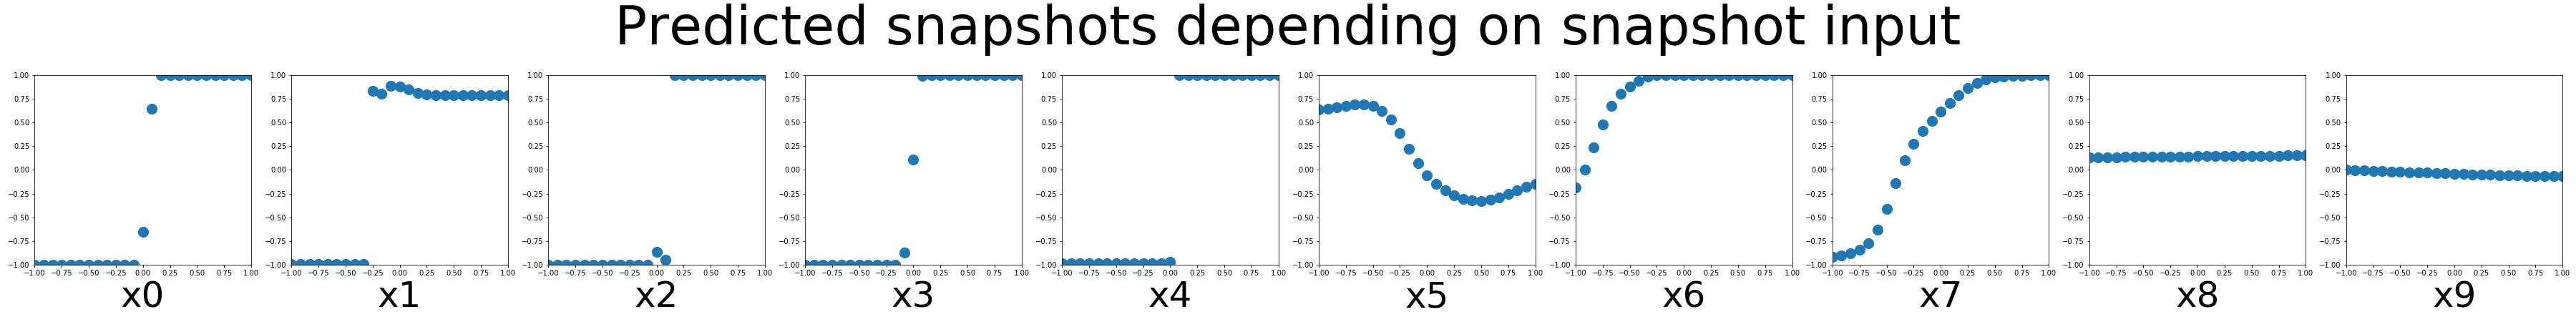 Predicted snapshots depending on snapshot input
1.00 1.00 1.00 1.00 1.00 1.00 1.00 1.00 1.00 1.00
0.75 0.75 0.75 0.75 0.75 0.75 0.75 0.75 0.75 0.75
0.50 0.50 0.50 0.50 0.50 0.50 0.50 0.50 0.50 0.50
0.25 0.25 0.25 0.25 0.25 0.25 0.25 0.25 0.25 0.25
0.00 0.00 0.00 0.00 0.00 0.00 0.00 0.00 0.00 0.00
−0.25 −0.25 −0.25 −0.25 −0.25 −0.25 −0.25 −0.25 −0.25 −0.25
−0.50 −0.50 −0.50 −0.50 −0.50 −0.50 −0.50 −0.50 −0.50 −0.50
−0.75 −0.75 −0.75 −0.75 −0.75 −0.75 −0.75 −0.75 −0.75 −0.75
−1.00 −1.00 −1.00 −1.00 −1.00 −1.00 −1.00 −1.00 −1.00 −1.00
−1.00 −0.75 −0.50 −0.25 0.00 0.25 0.50 0.75 1.00 −1.00 −0.75 −0.50 −0.25 0.00 0.25 0.50 0.75 1.00 −1.00 −0.75 −0.50 −0.25 0.00 0.25 0.50 0.75 1.00 −1.00 −0.75 −0.50 −0.25 0.00 0.25 0.50 0.75 1.00 −1.00 −0.75 −0.50 −0.25 0.00 0.25 0.50 0.75 1.00 −1.00 −0.75 −0.50 −0.25 0.00 0.25 0.50 0.75 1.00 −1.00 −0.75 −0.50 −0.25 0.00 0.25 0.50 0.75 1.00 −1.00 −0.75 −0.50 −0.25 0.00 0.25 0.50 0.75 1.00 −1.00 −0.75 −0.50 −0.25 0.00 0.25 0.50 0.75 1.00 −1.00 −0.75 −0.50 −0.25 0.00 0.25 0.50 0.75 1.00
x0 x1 x2 x3 x4 x5 x6 x7 x8 x9